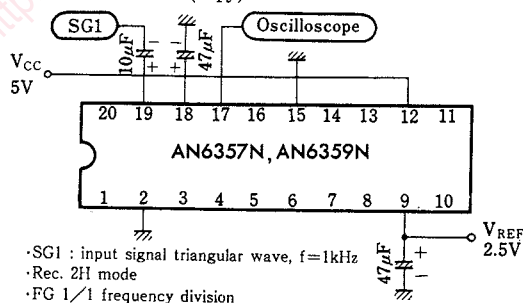 SG1
Oscilloscope
10μF
− +
− +
47μF
VCC
5V
20 19 18 17 16 15 14 13 12 11
AN6357N, AN6359N
1 2 3 4 5 6 7 8 9 10
VREF
2.5V
47μF
+
−
·SG1 : input signal triangular wave, f=1kHz
·Rec. 2H mode
·FG 1/1 frequency division